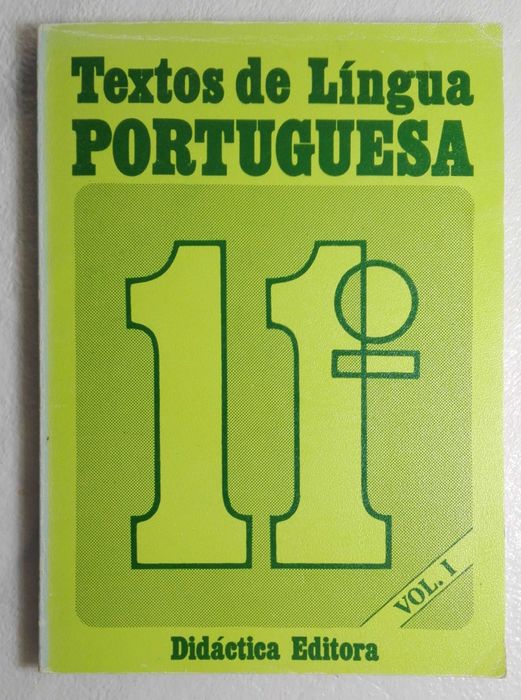 Textos de Língua
PORTUGUESA
11º
VOL. I
Didáctica Editora